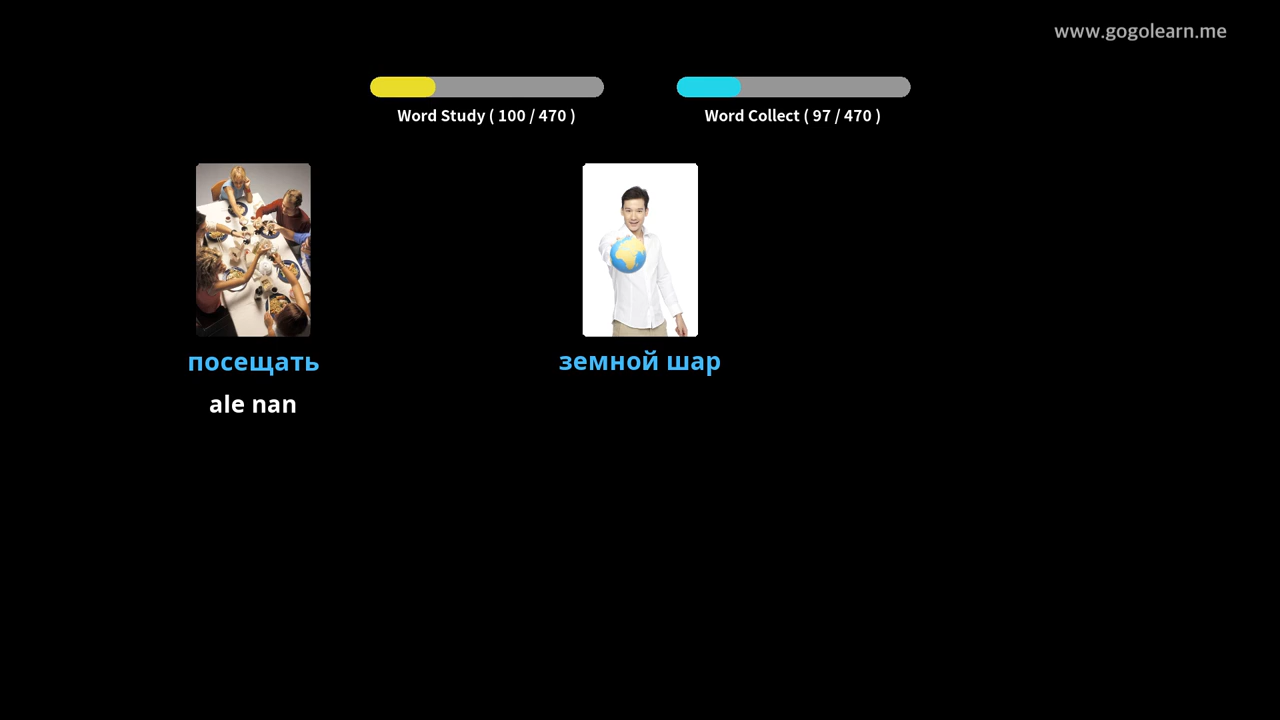 www.gogolearn.me
Word Study ( 100 / 470 )
Word Collect ( 97 / 470 )
посещать
земной шар
ale nan